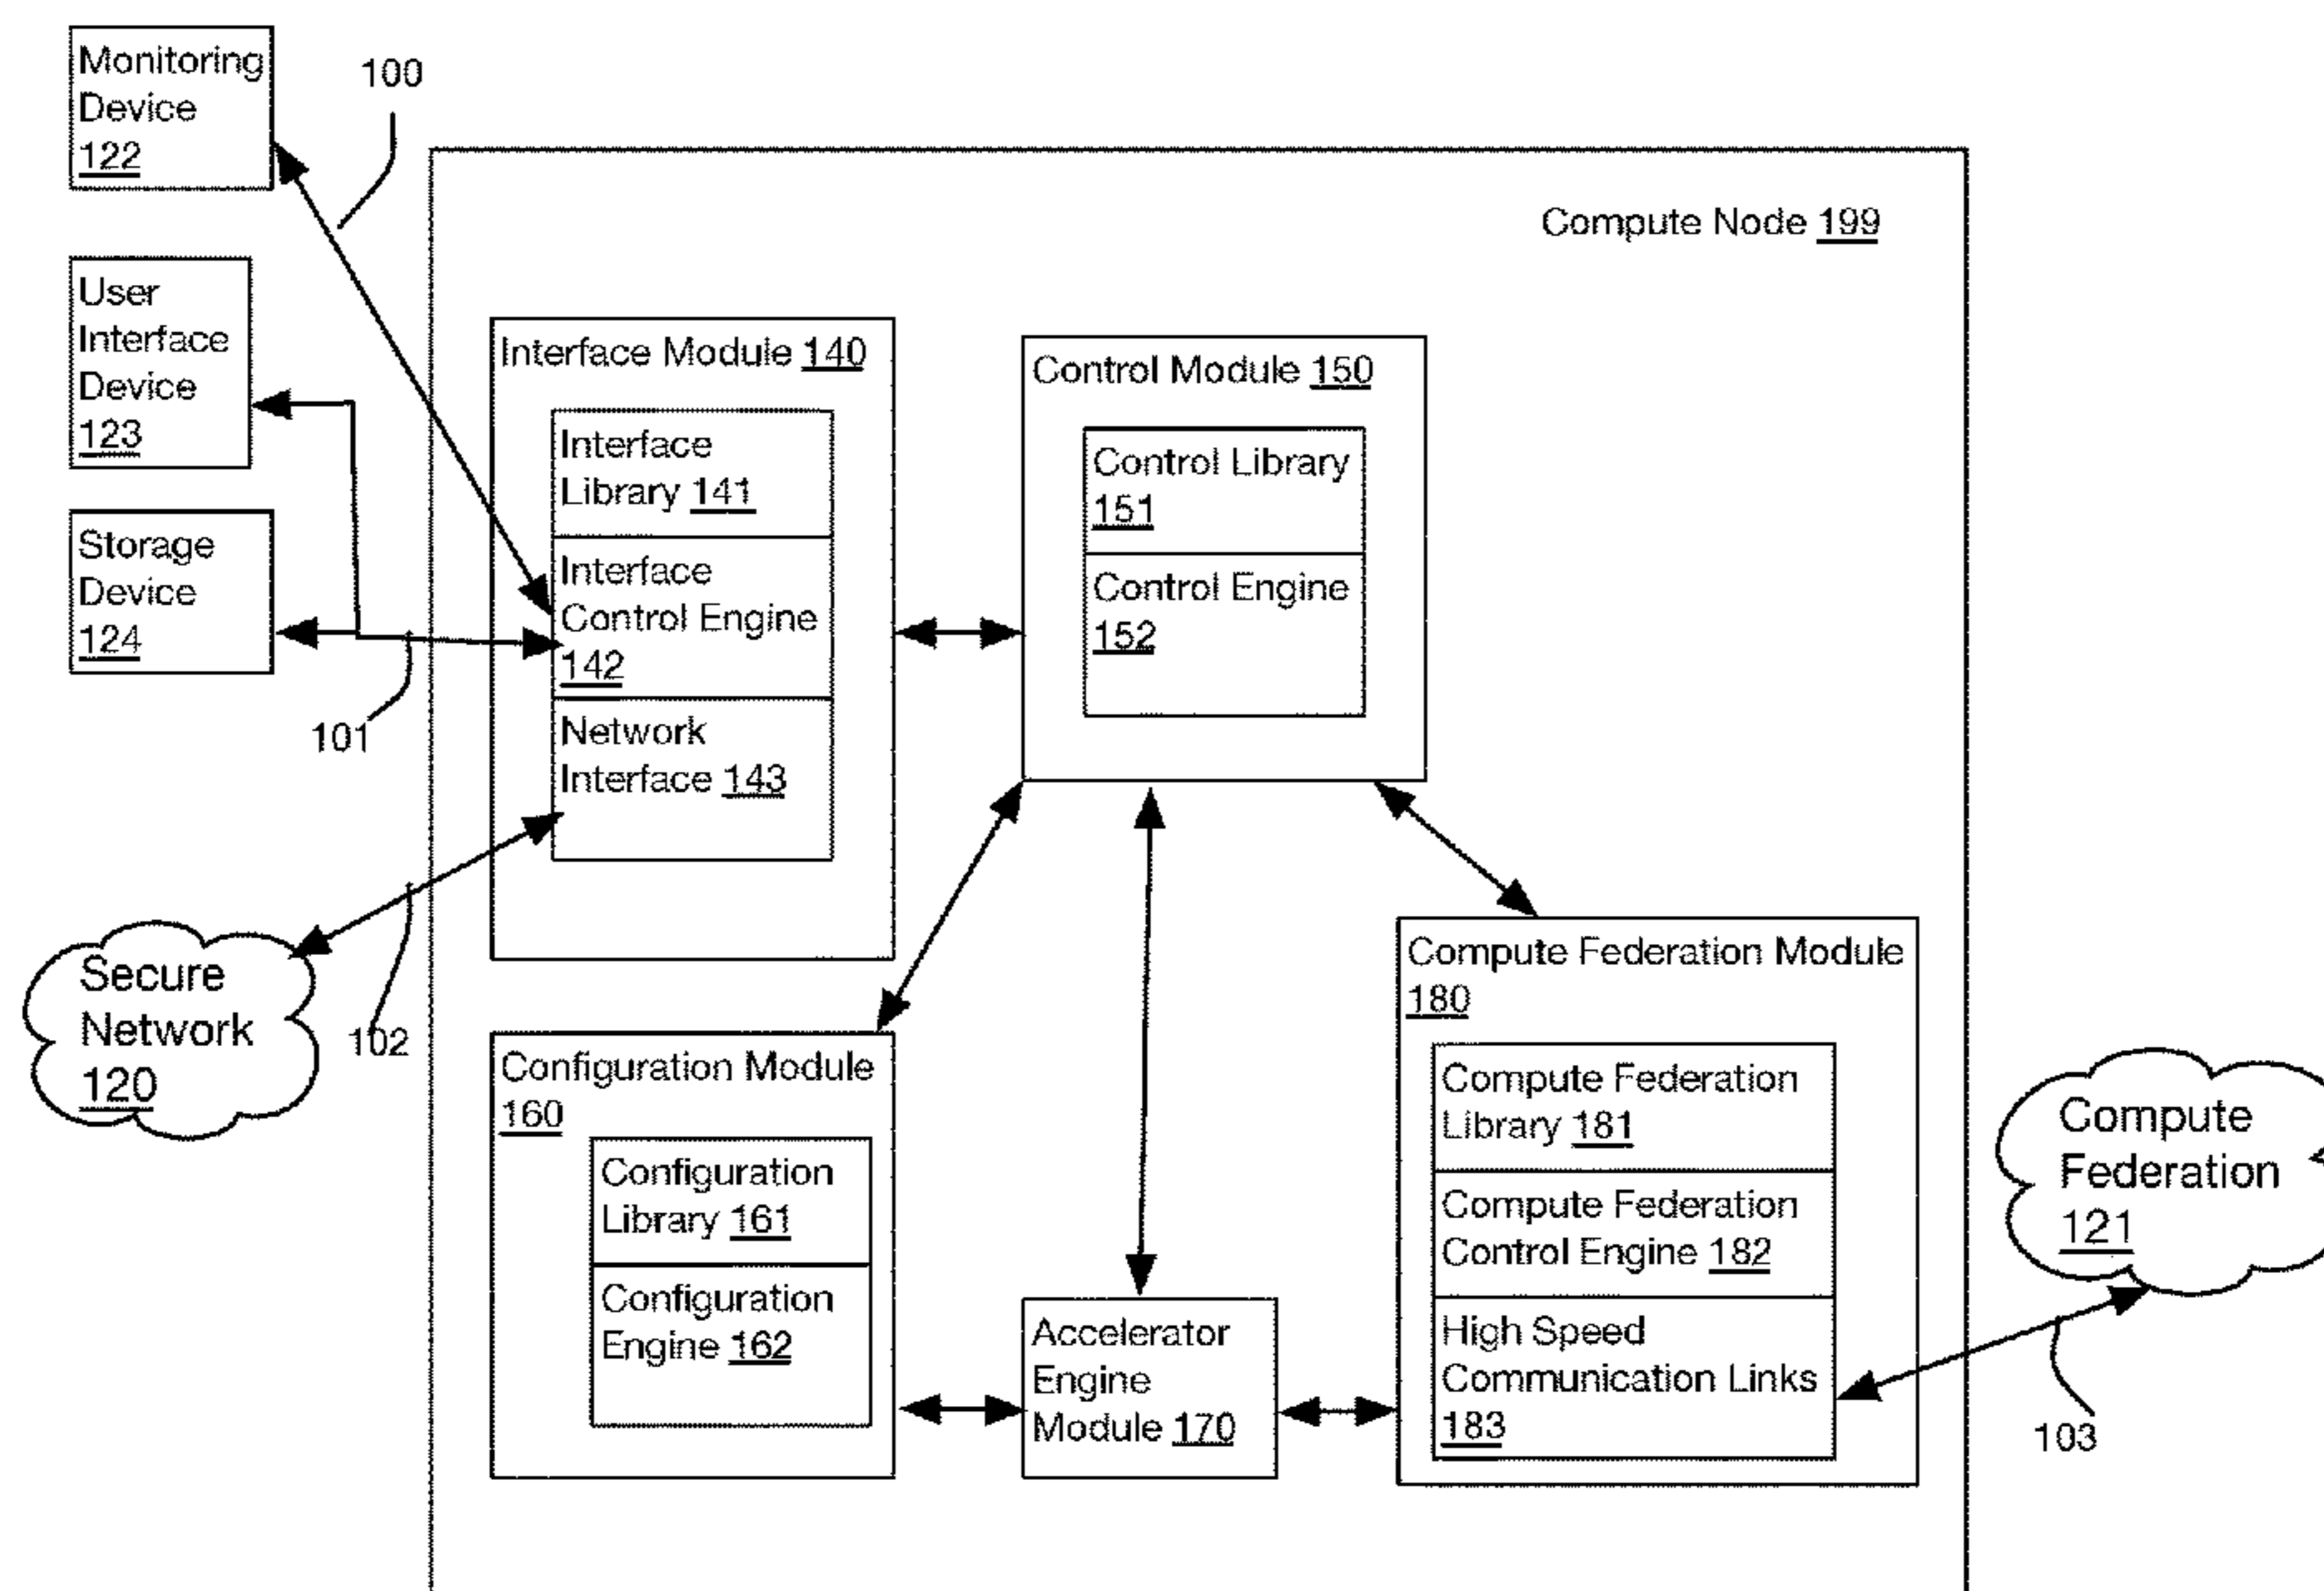 Monitoring
Device
122
100
Compute Node 199
User
Interface
Device
123
Storage
Device
124
101
Interface Module 140
Interface
Library 141
Interface
Control Engine
142
Network
Interface 143
Control Module 150
Control Library
151
Control Engine
152
Secure
Network
120
102
Configuration Module
160
Configuration
Library 161
Configuration
Engine 162
Accelerator
Engine
Module 170
Compute Federation Module
180
Compute Federation
Library 181
Compute Federation
Control Engine 182
High Speed
Communication Links
183
Compute
Federation
121
103